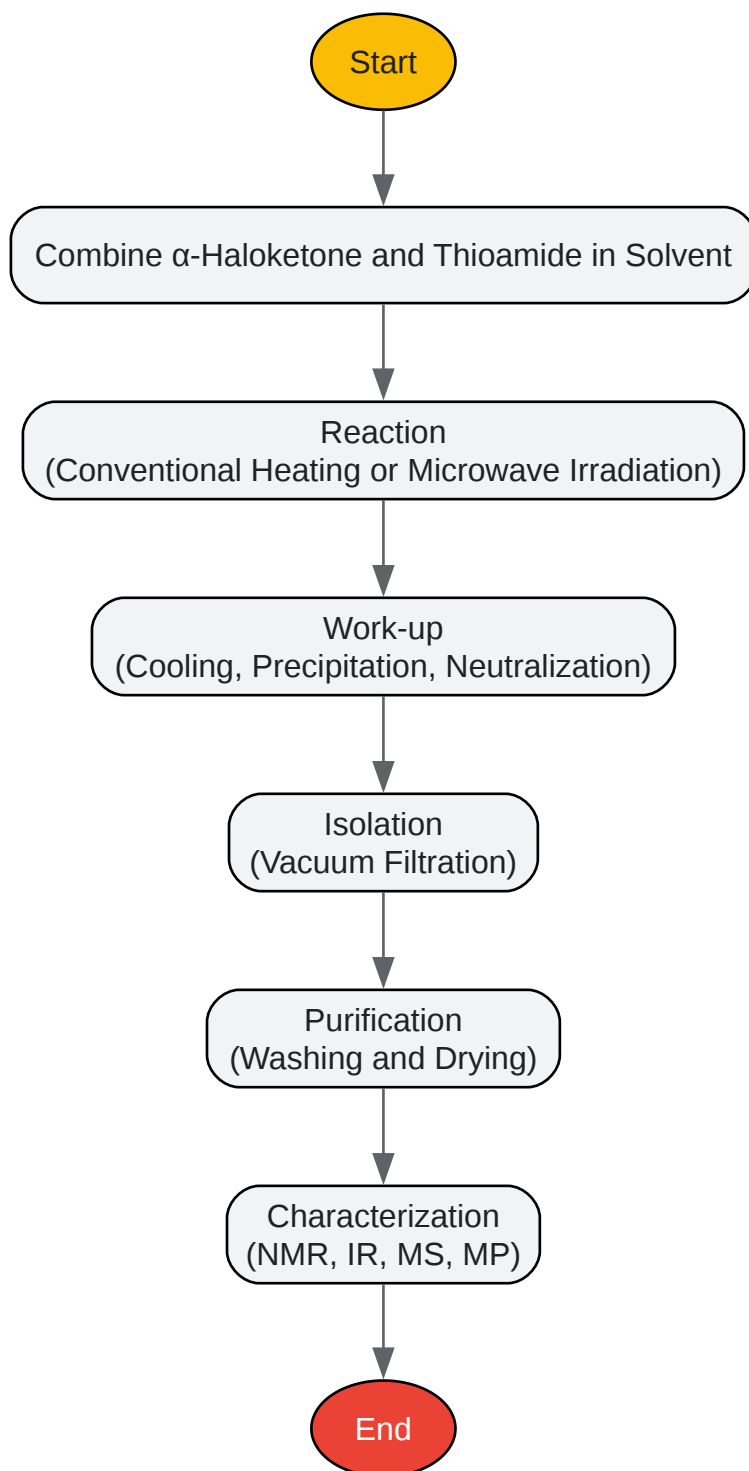 Start
Combine α-Haloketone and Thioamide in Solvent
Reaction
(Conventional Heating or Microwave Irradiation)
Work-up
(Cooling, Precipitation, Neutralization)
Isolation
(Vacuum Filtration)
Purification
(Washing and Drying)
Characterization
(NMR, IR, MS, MP)
End